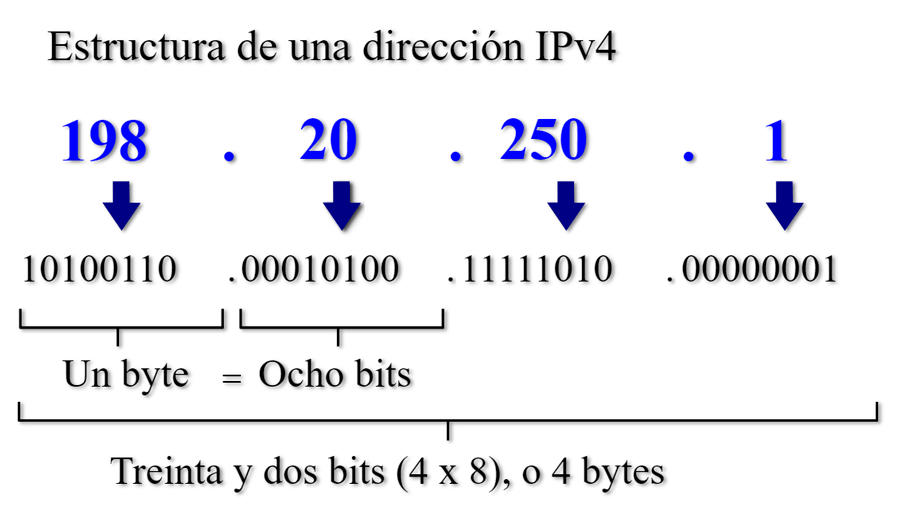 Estructura de una dirección IPv4
198 . 20 . 250 . 1
10100110 .00010100 .11111010 .00000001
Un byte = Ocho bits
Treinta y dos bits (4 x 8), o 4 bytes